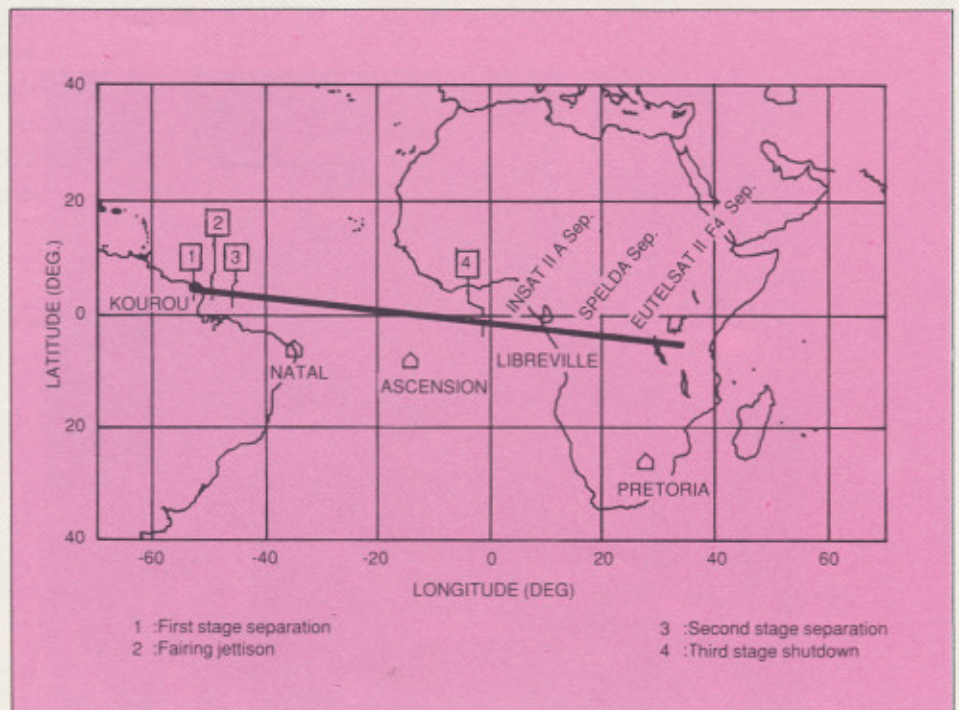 40
20
0
20
40
LATITUDE (DEG.)
2
1
3
4
KOUROU
NATAL
ASCENSION
LIBREVILLE
PRETORIA
INSAT II A Sep.
SPELDA Sep.
EUTELSAT II F4 Sep.
-60
-40
-20
0
20
40
60
LONGITUDE (DEG)
1 :First stage separation
2 :Fairing jettison
3 :Second stage separation
4 :Third stage shutdown